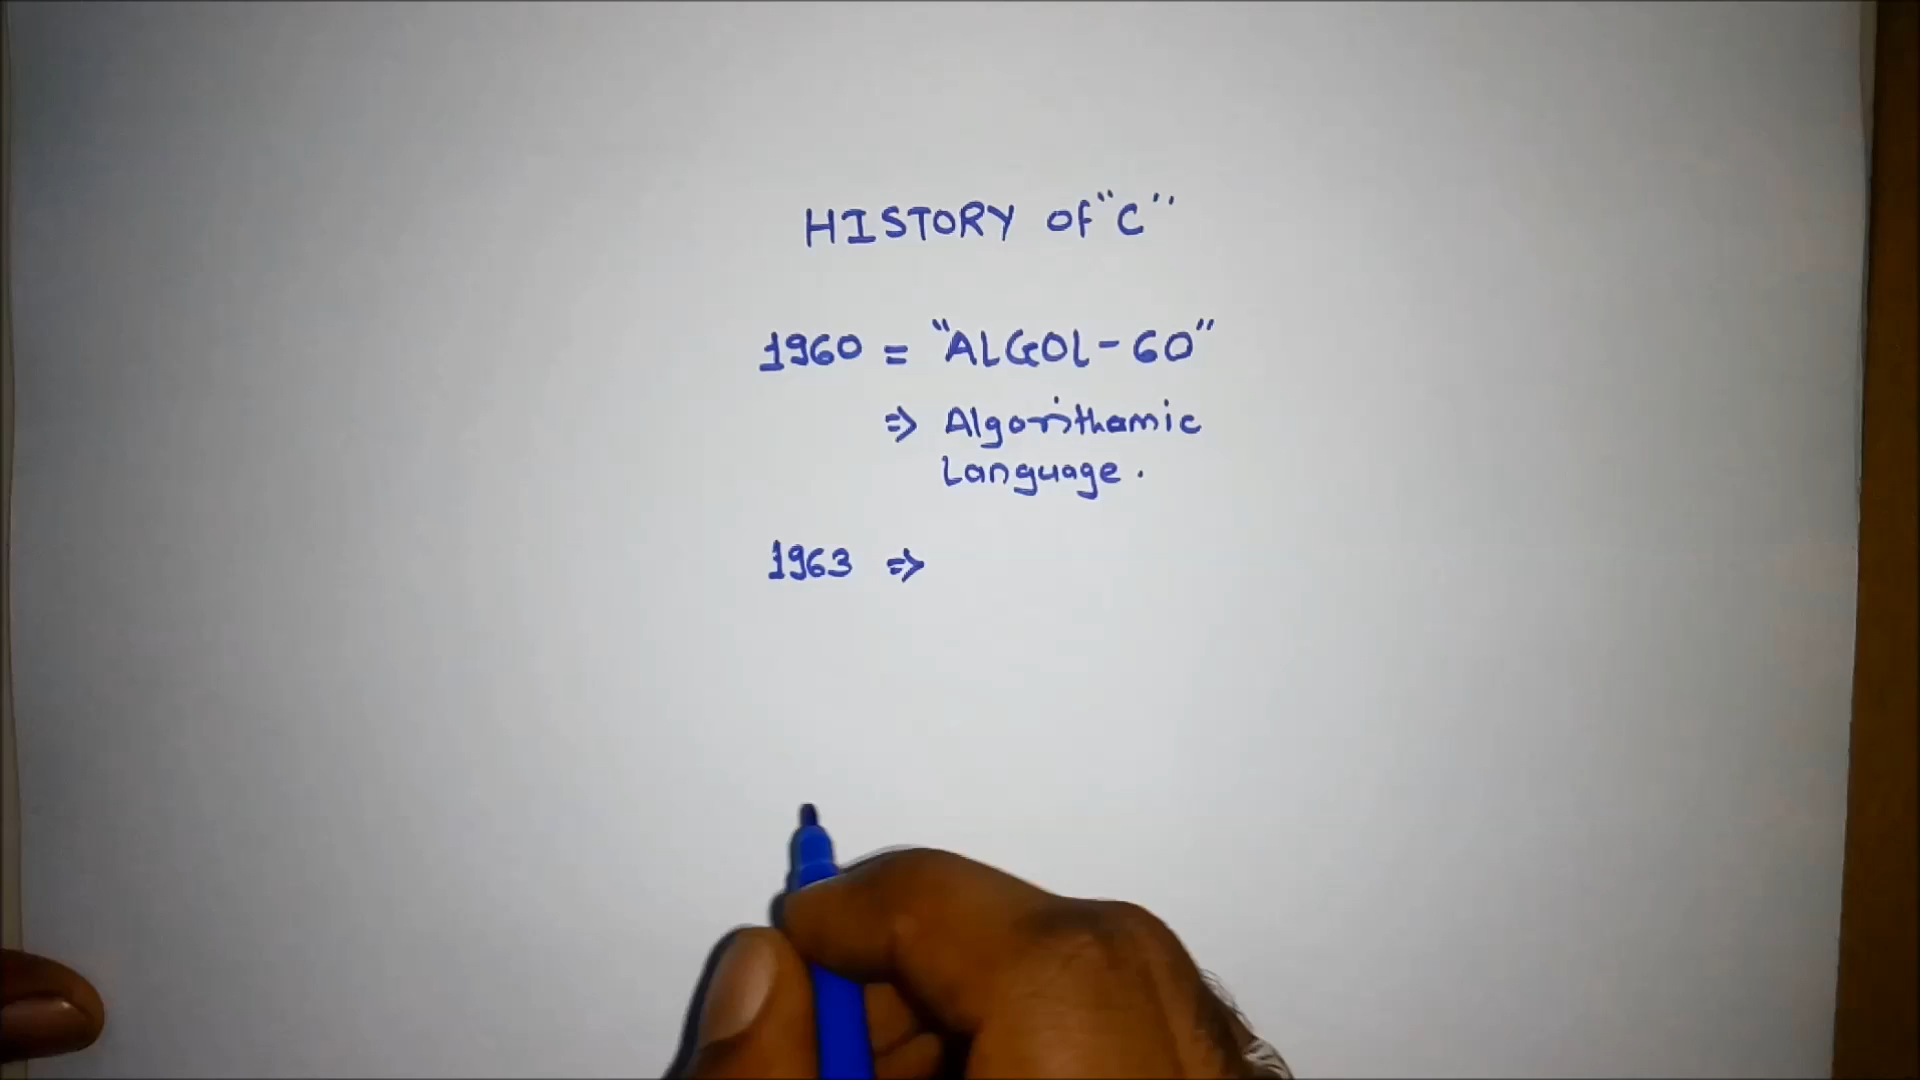 HISTORY of "C"
1960 = "ALGOL-60"
⇒ Algorithamic
Language.
1963 ⇒